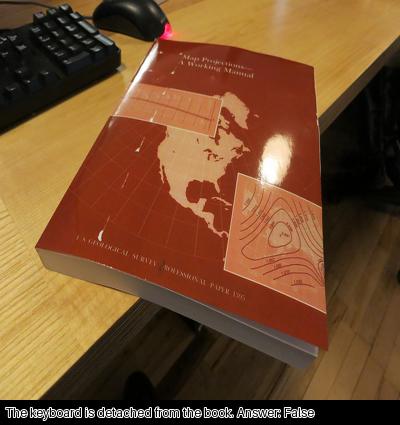 Map Projections—
A Working Manual
U.S. GEOLOGICAL SURVEY PROFESSIONAL PAPER 1395
The keyboard is detached from the book. Answer: False